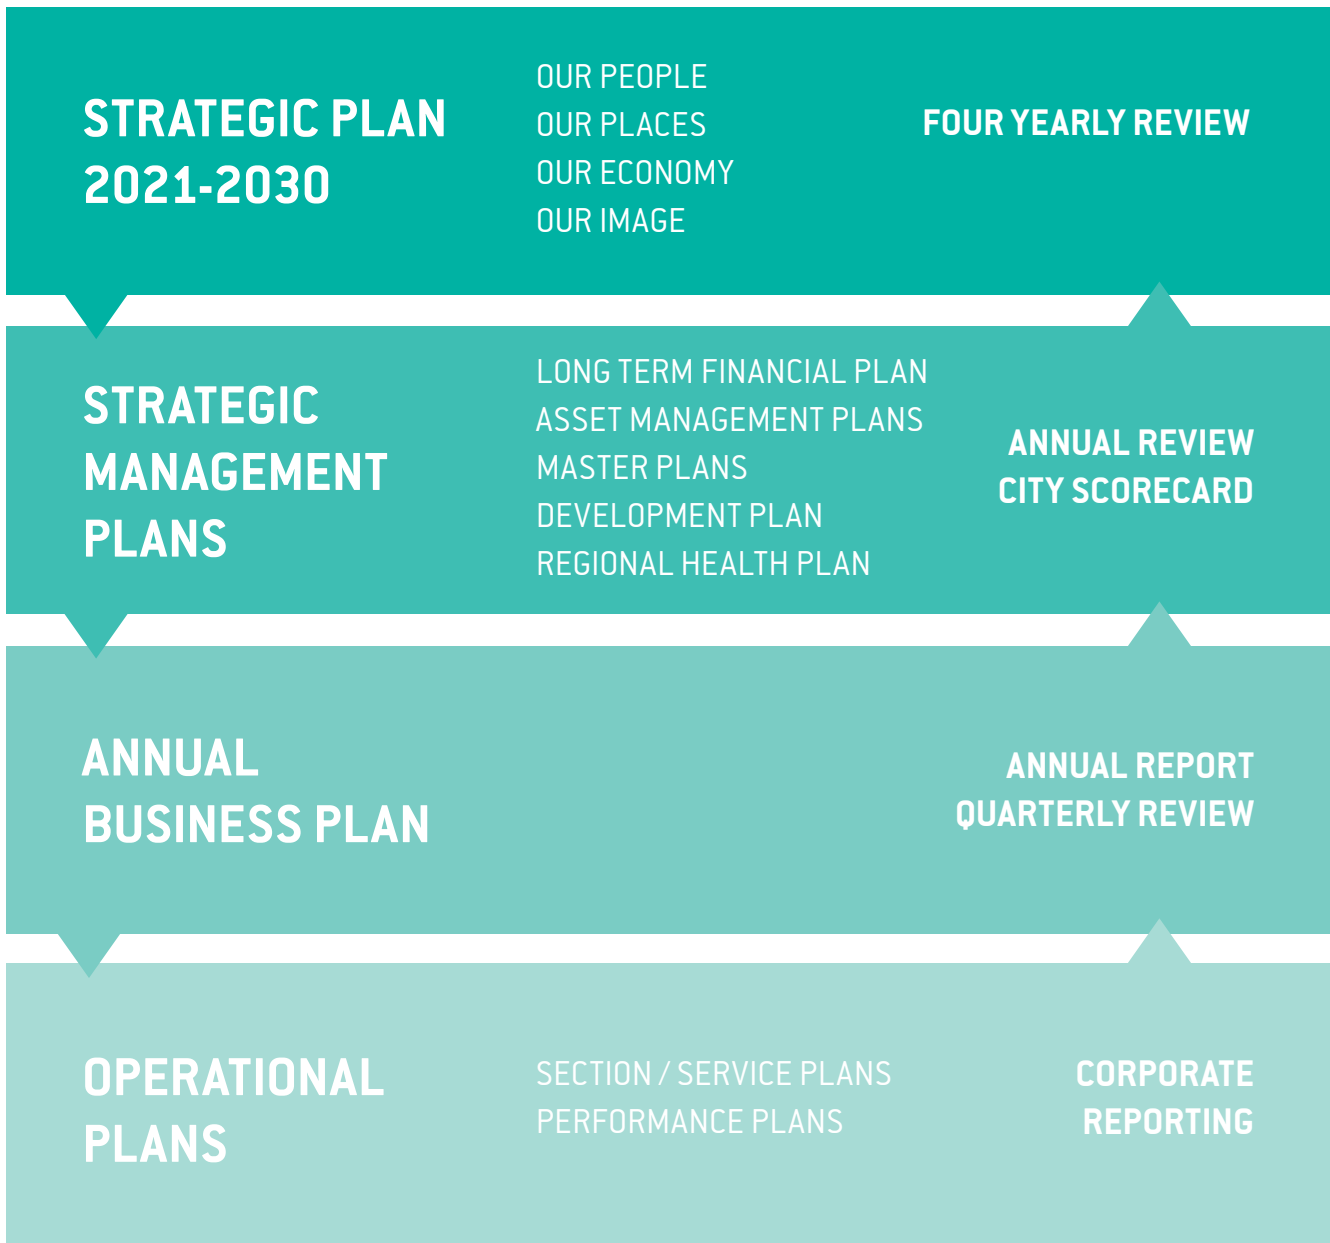 STRATEGIC PLAN
2021-2030
OUR PEOPLE
OUR PLACES
OUR ECONOMY
OUR IMAGE
FOUR YEARLY REVIEW
STRATEGIC
MANAGEMENT
PLANS
LONG TERM FINANCIAL PLAN
ASSET MANAGEMENT PLANS
MASTER PLANS
DEVELOPMENT PLAN
REGIONAL HEALTH PLAN
ANNUAL REVIEW
CITY SCORECARD
ANNUAL
BUSINESS PLAN
ANNUAL REPORT
QUARTERLY REVIEW
OPERATIONAL
PLANS
SECTION / SERVICE PLANS
PERFORMANCE PLANS
CORPORATE
REPORTING